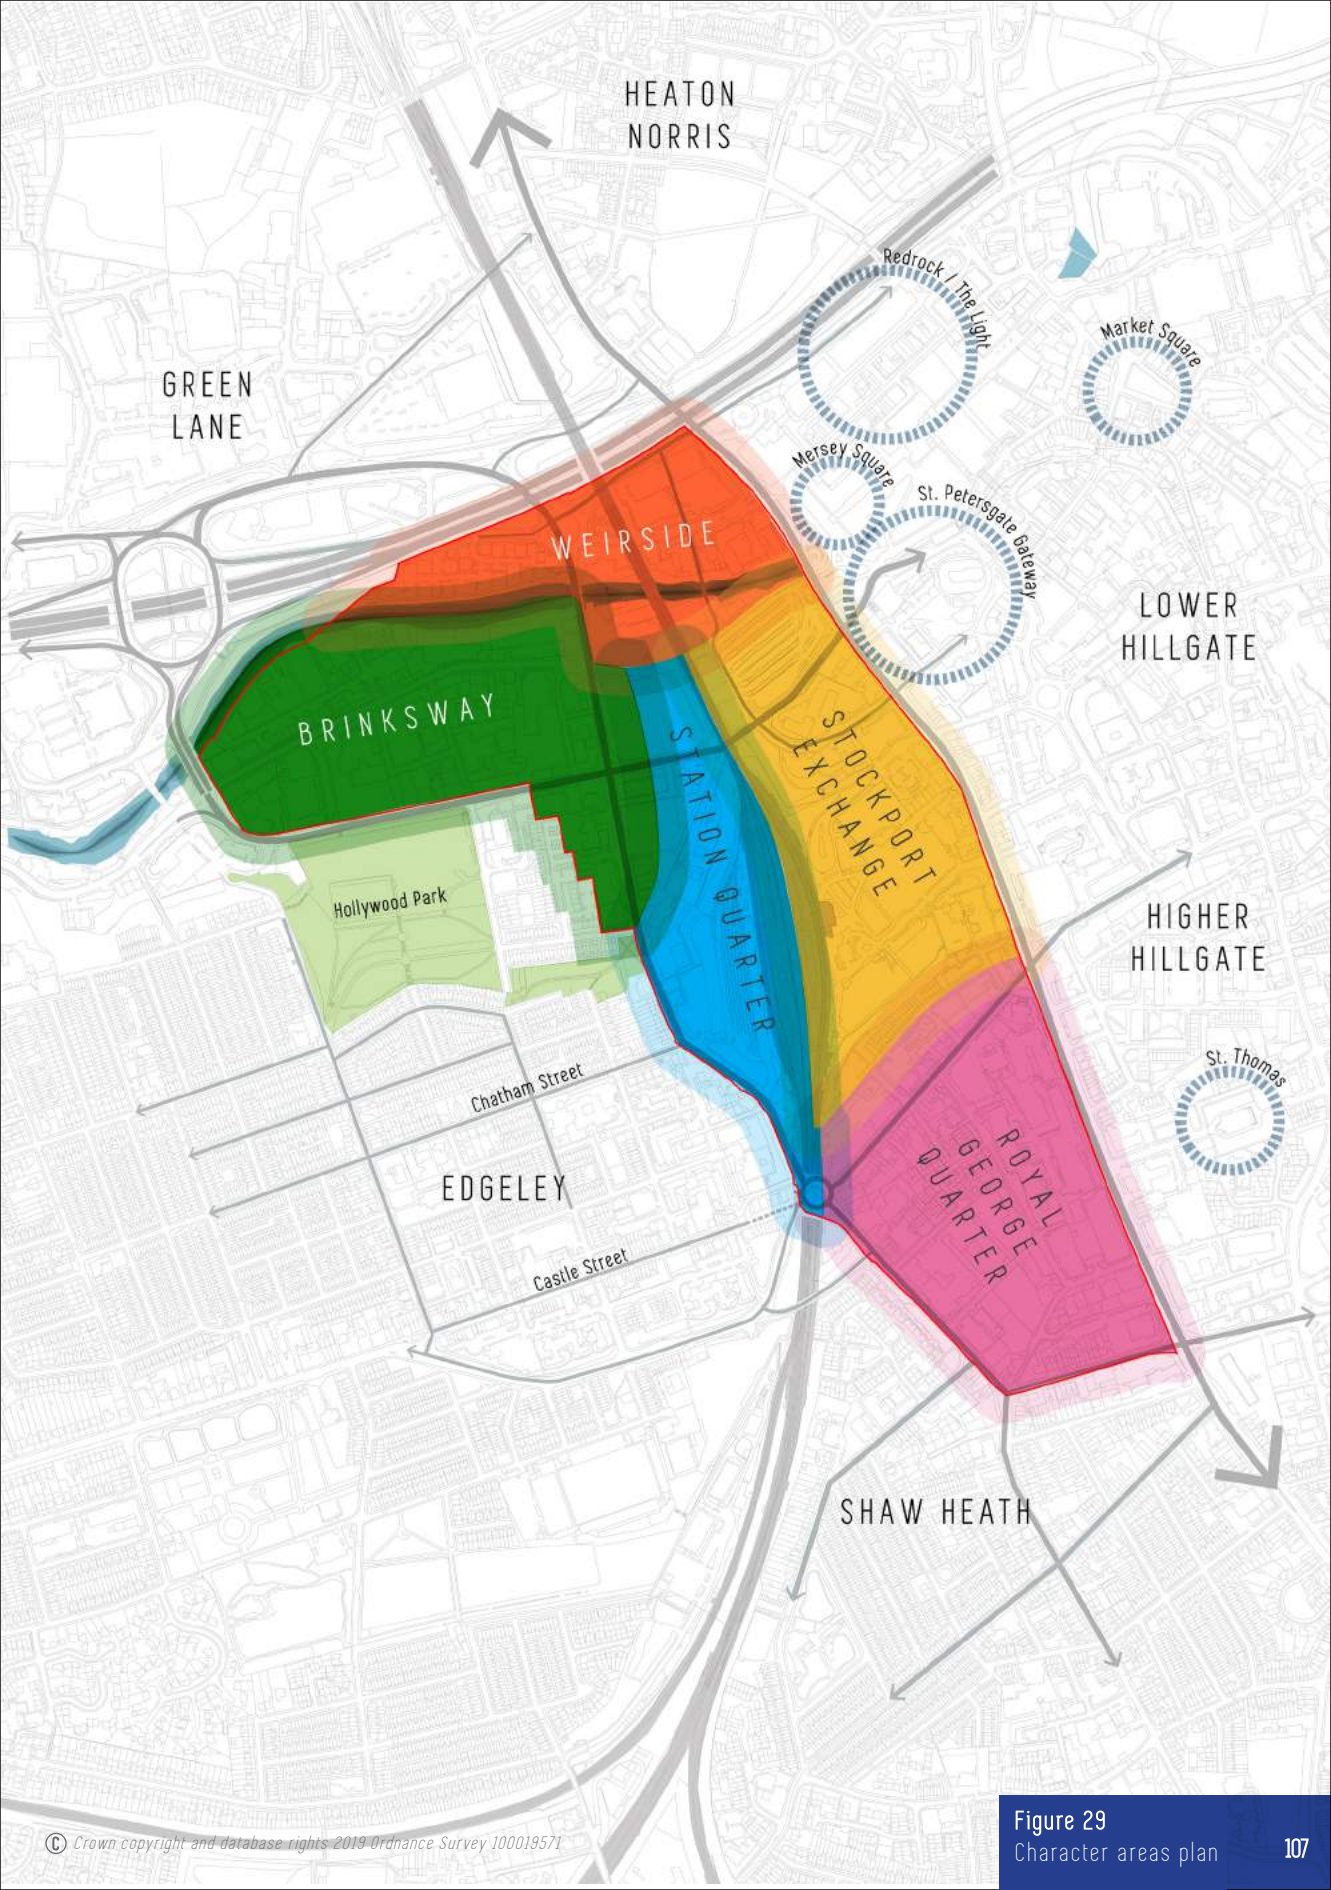 HEATON
NORRIS
Redrock / The Light
Market Square
GREEN
LANE
Mersey Square
St. Petersgate Gateway
WEIRSIDE
LOWER
HILLGATE
BRINKSWAY
STATION QUARTER
STOCKPORT
EXCHANGE
Hollywood Park
HIGHER
HILLGATE
St. Thomas
Chatham Street
EDGELEY
ROYAL
GEORGE
QUARTER
Castle Street
SHAW HEATH
Figure 29
Character areas plan
107
© Crown copyright and database rights 2019 Ordnance Survey 100019571